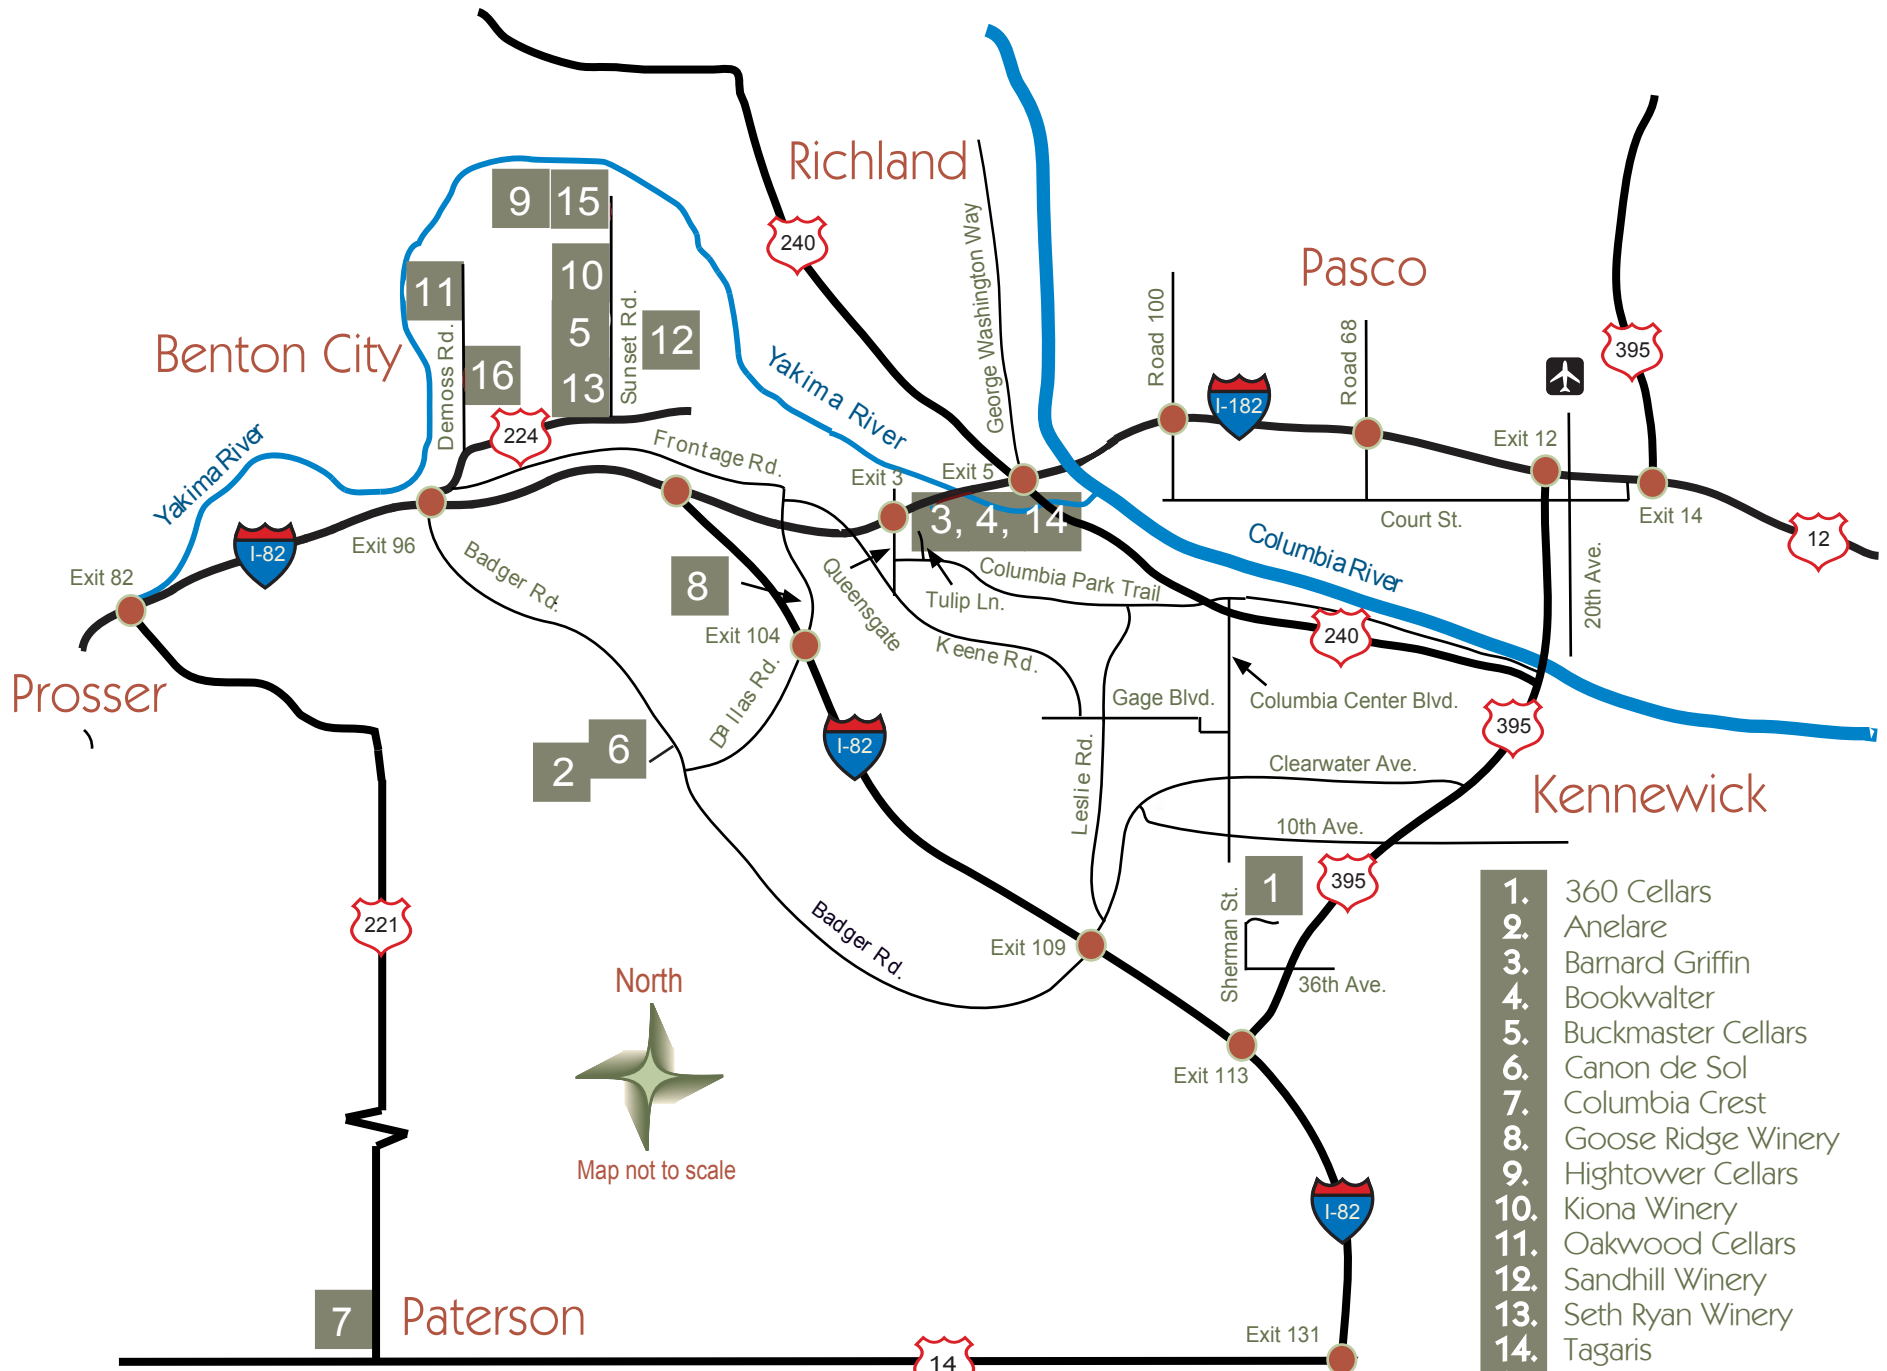 Richland
240
George Washington Way
Pasco
9
15
10
11
5
12
13
16
Benton City
Demoss Rd.
Sunset Rd.
224
Yakima River
Yakima River
Frontage Rd.
Road 100
Road 68
I-182
395
Exit 12
Exit 3
Exit 5
3, 4, 14
Court St.
Exit 14
12
20th Ave.
I-82
Exit 96
Exit 82
Prosser
Badger Rd.
8
Exit 104
Dallas Rd.
Queensgate
Tulip Ln.
Columbia Park Trail
Keene Rd.
Columbia River
240
Gage Blvd.
Columbia Center Blvd.
395
2
6
I-82
Leslie Rd.
Clearwater Ave.
10th Ave.
Kennewick
1
395
Sherman St.
36th Ave.
221
Badger Rd.
Exit 109
Exit 113
North
Map not to scale
I-82
7
Paterson
Exit 131
14
1. 360 Cellars
2. Anelare
3. Barnard Griffin
4. Bookwalter
5. Buckmaster Cellars
6. Canon de Sol
7. Columbia Crest
8. Goose Ridge Winery
9. Hightower Cellars
10. Kiona Winery
11. Oakwood Cellars
12. Sandhill Winery
13. Seth Ryan Winery
14. Tagaris